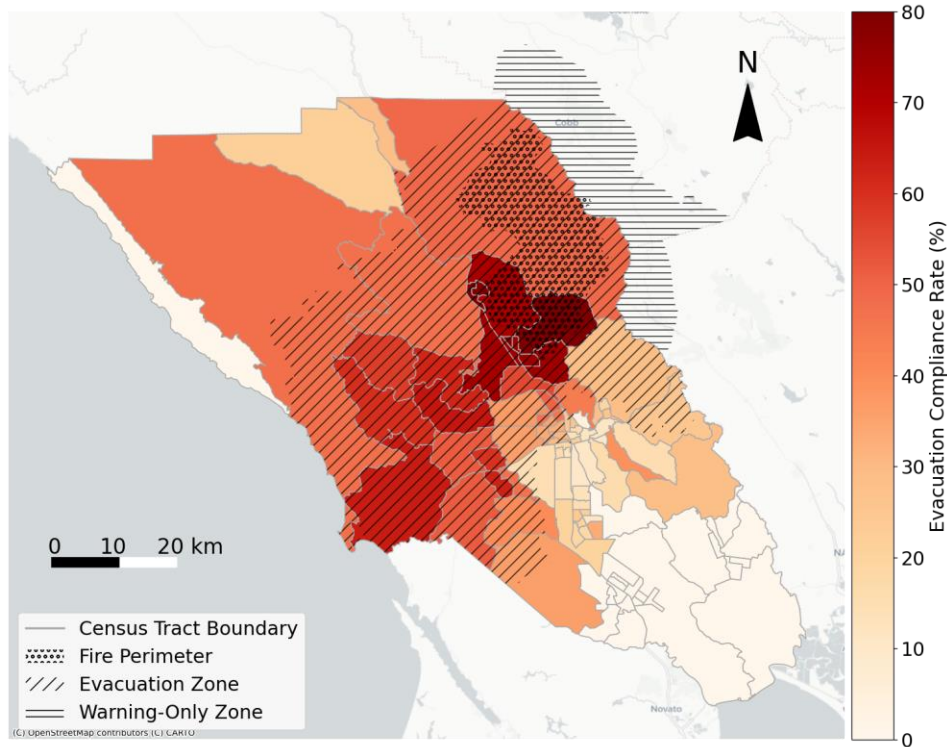 80
N
Cobb
70
60
50
Evacuation Compliance Rate (%)
40
30
0 10 20 km
20
NA
Census Tract Boundary
Fire Perimeter
10
Evacuation Zone
Warning-Only Zone
Novato
(C) OpenStreetMap contributors (C) CARTO
0